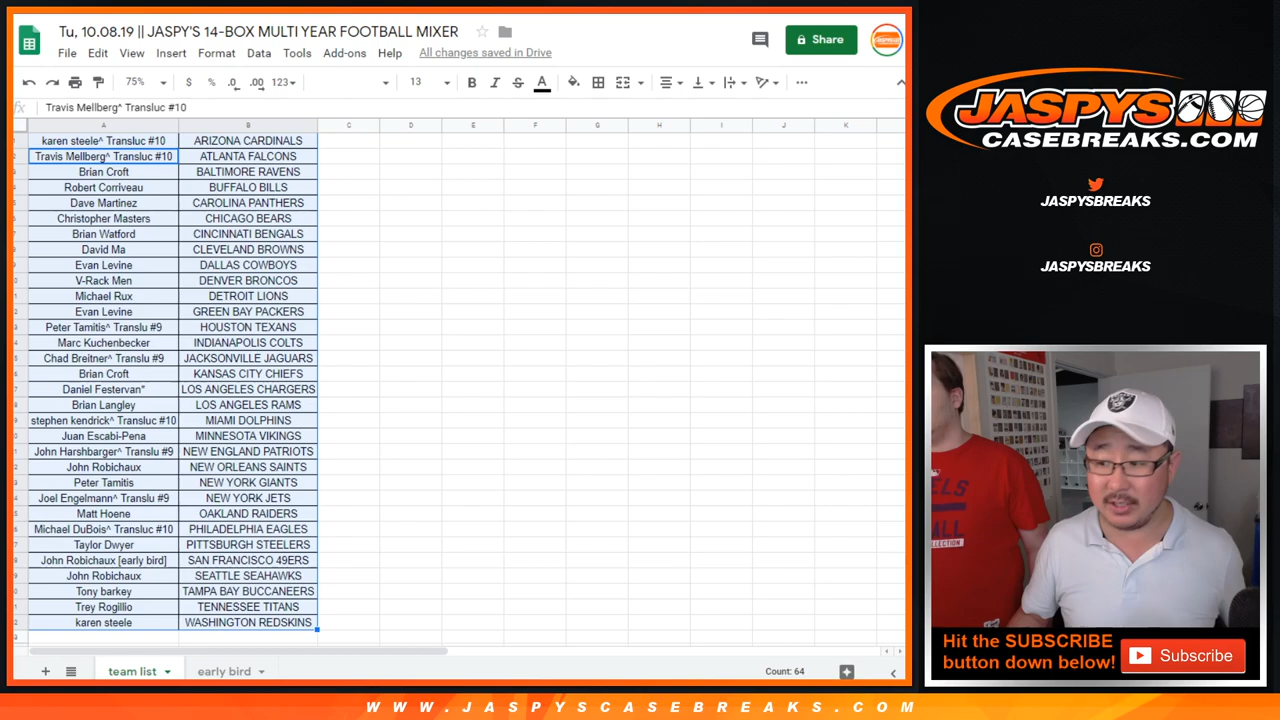 Tu, 10.08.19 || JASPY'S 14-BOX MULTI YEAR FOOTBALL MIXER
File Edit View Insert Format Data Tools Add-ons Help All changes saved in Drive
Share
75% $ % .0 .00 123 13 B I S A
fx Travis Mellberg^ Transluc #10
A B C D E F G H I J K
karen steele^ Transluc #10 ARIZONA CARDINALS
Travis Mellberg^ Transluc #10 ATLANTA FALCONS
Brian Croft BALTIMORE RAVENS
Robert Corriveau BUFFALO BILLS
Dave Martinez CAROLINA PANTHERS
Christopher Masters CHICAGO BEARS
Brian Watford CINCINNATI BENGALS
David Ma CLEVELAND BROWNS
Evan Levine DALLAS COWBOYS
V-Rack Men DENVER BRONCOS
Michael Rux DETROIT LIONS
Evan Levine GREEN BAY PACKERS
Peter Tamitis^ Translu #9 HOUSTON TEXANS
Marc Kuchenbecker INDIANAPOLIS COLTS
Chad Breitner^ Translu #9 JACKSONVILLE JAGUARS
Brian Croft KANSAS CITY CHIEFS
Daniel Festervan" LOS ANGELES CHARGERS
Brian Langley LOS ANGELES RAMS
stephen kendrick^ Transluc #10 MIAMI DOLPHINS
Juan Escabi-Pena MINNESOTA VIKINGS
John Harshbarger^ Translu #9 NEW ENGLAND PATRIOTS
John Robichaux NEW ORLEANS SAINTS
Peter Tamitis NEW YORK GIANTS
Joel Engelmann^ Translu #9 NEW YORK JETS
Matt Hoene OAKLAND RAIDERS
Michael DuBois^ Transluc #10 PHILADELPHIA EAGLES
Taylor Dwyer PITTSBURGH STEELERS
John Robichaux [early bird] SAN FRANCISCO 49ERS
John Robichaux SEATTLE SEAHAWKS
Tony barkey TAMPA BAY BUCCANEERS
Trey Rogillio TENNESSEE TITANS
karen steele WASHINGTON REDSKINS
team list early bird Count: 64
JASPYS
CASEBREAKS.COM
JASPYSBREAKS
JASPYSBREAKS
Hit the SUBSCRIBE
button down below!
Subscribe
WWW.JASPYSCASEBREAKS.COM